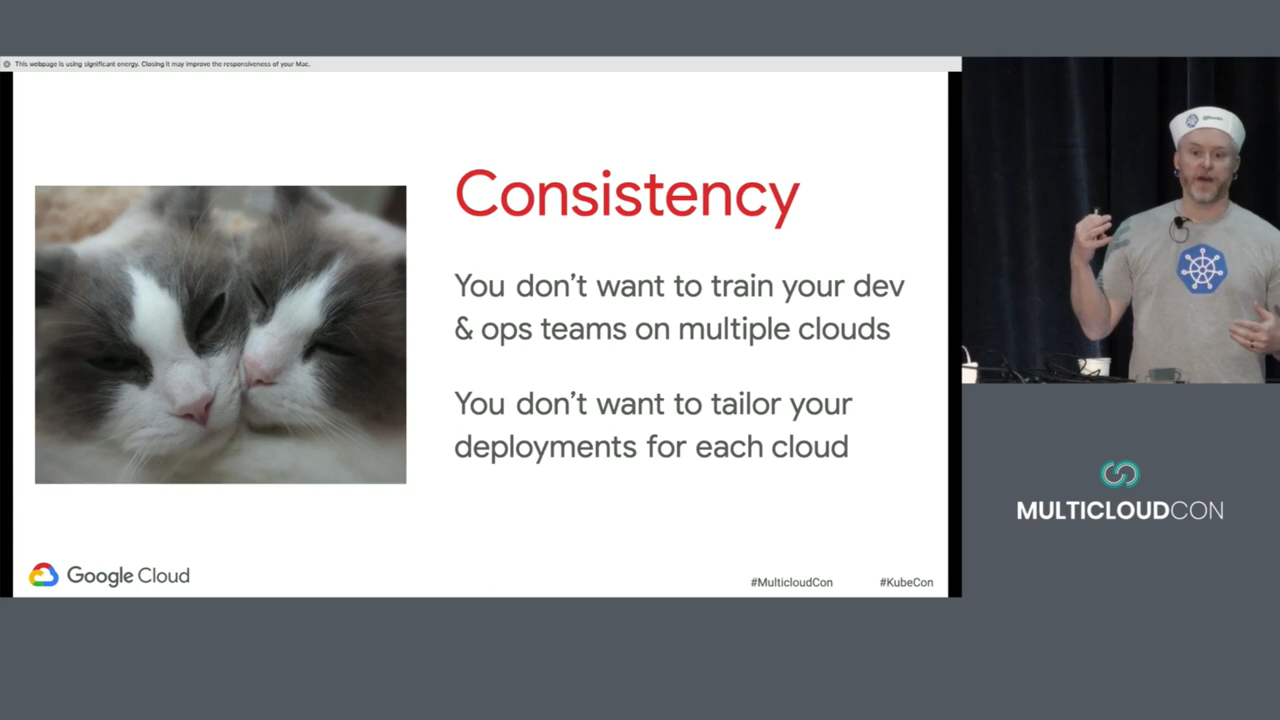 This webpage is using significant energy. Closing it may improve the responsiveness of your Mac.
Consistency
You don’t want to train your dev
& ops teams on multiple clouds
You don’t want to tailor your
deployments for each cloud
Google Cloud
#MulticloudCon
#KubeCon
MULTICLOUDCON